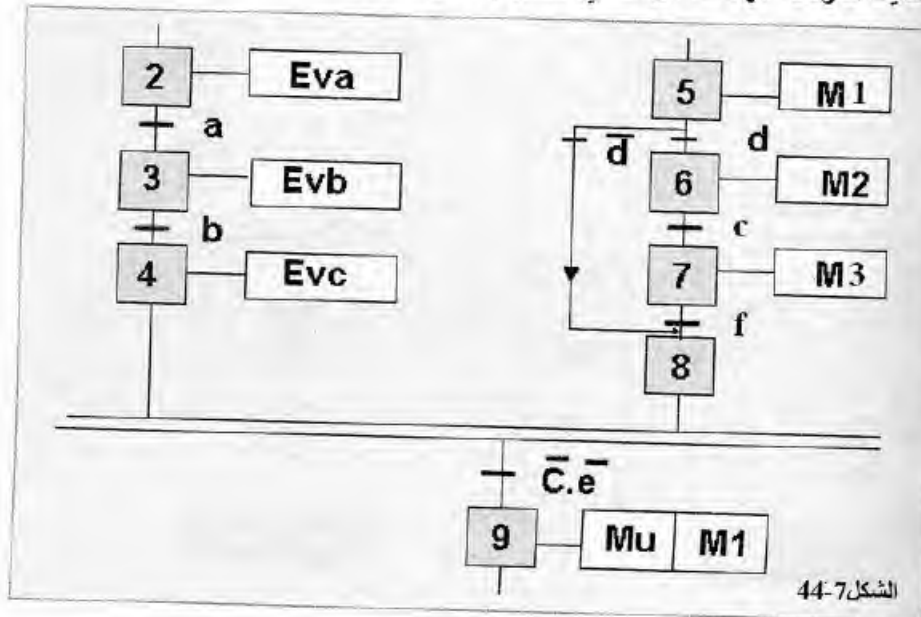 2 Eva 5 M1
a d̅ d
3 Evb 6 M2
b c
4 Evc 7 M3
f
8
C̅.e̅
9 Mu M1
الشكل7-44